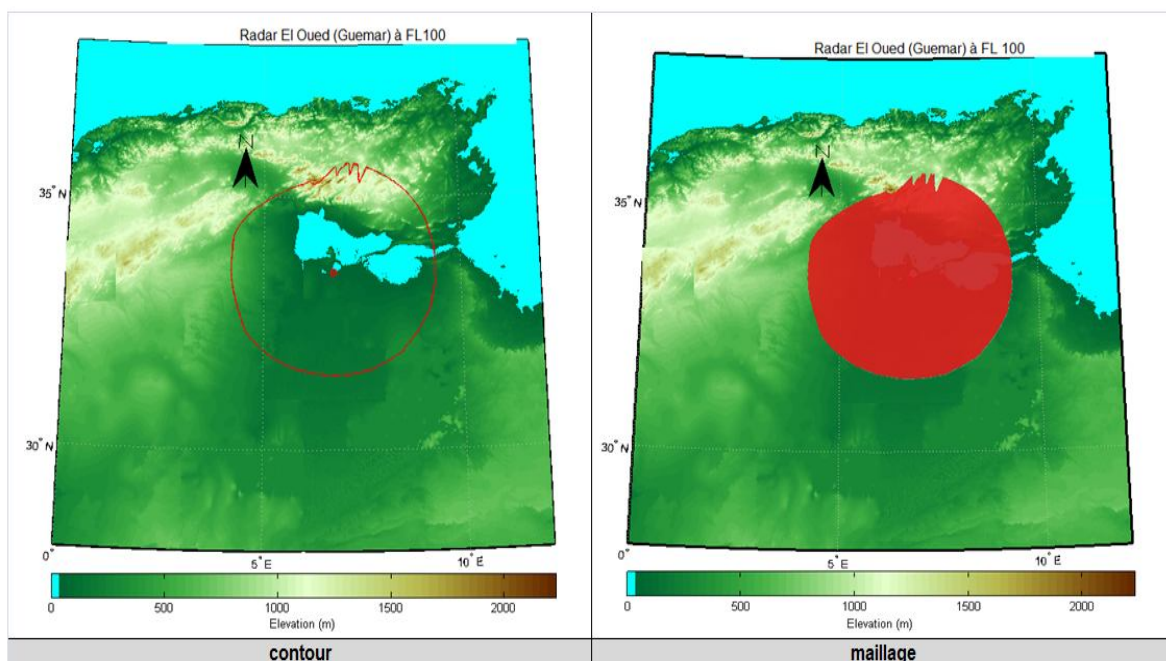 Radar El Oued (Guemar) à FL100
N
35° N
30° N
0°
5° E
10° E
0 500 1000 1500 2000
Elevation (m)
contour
Radar El Oued (Guemar) à FL 100
N
35° N
30° N
0°
5° E
10° E
0 500 1000 1500 2000
Elevation (m)
maillage